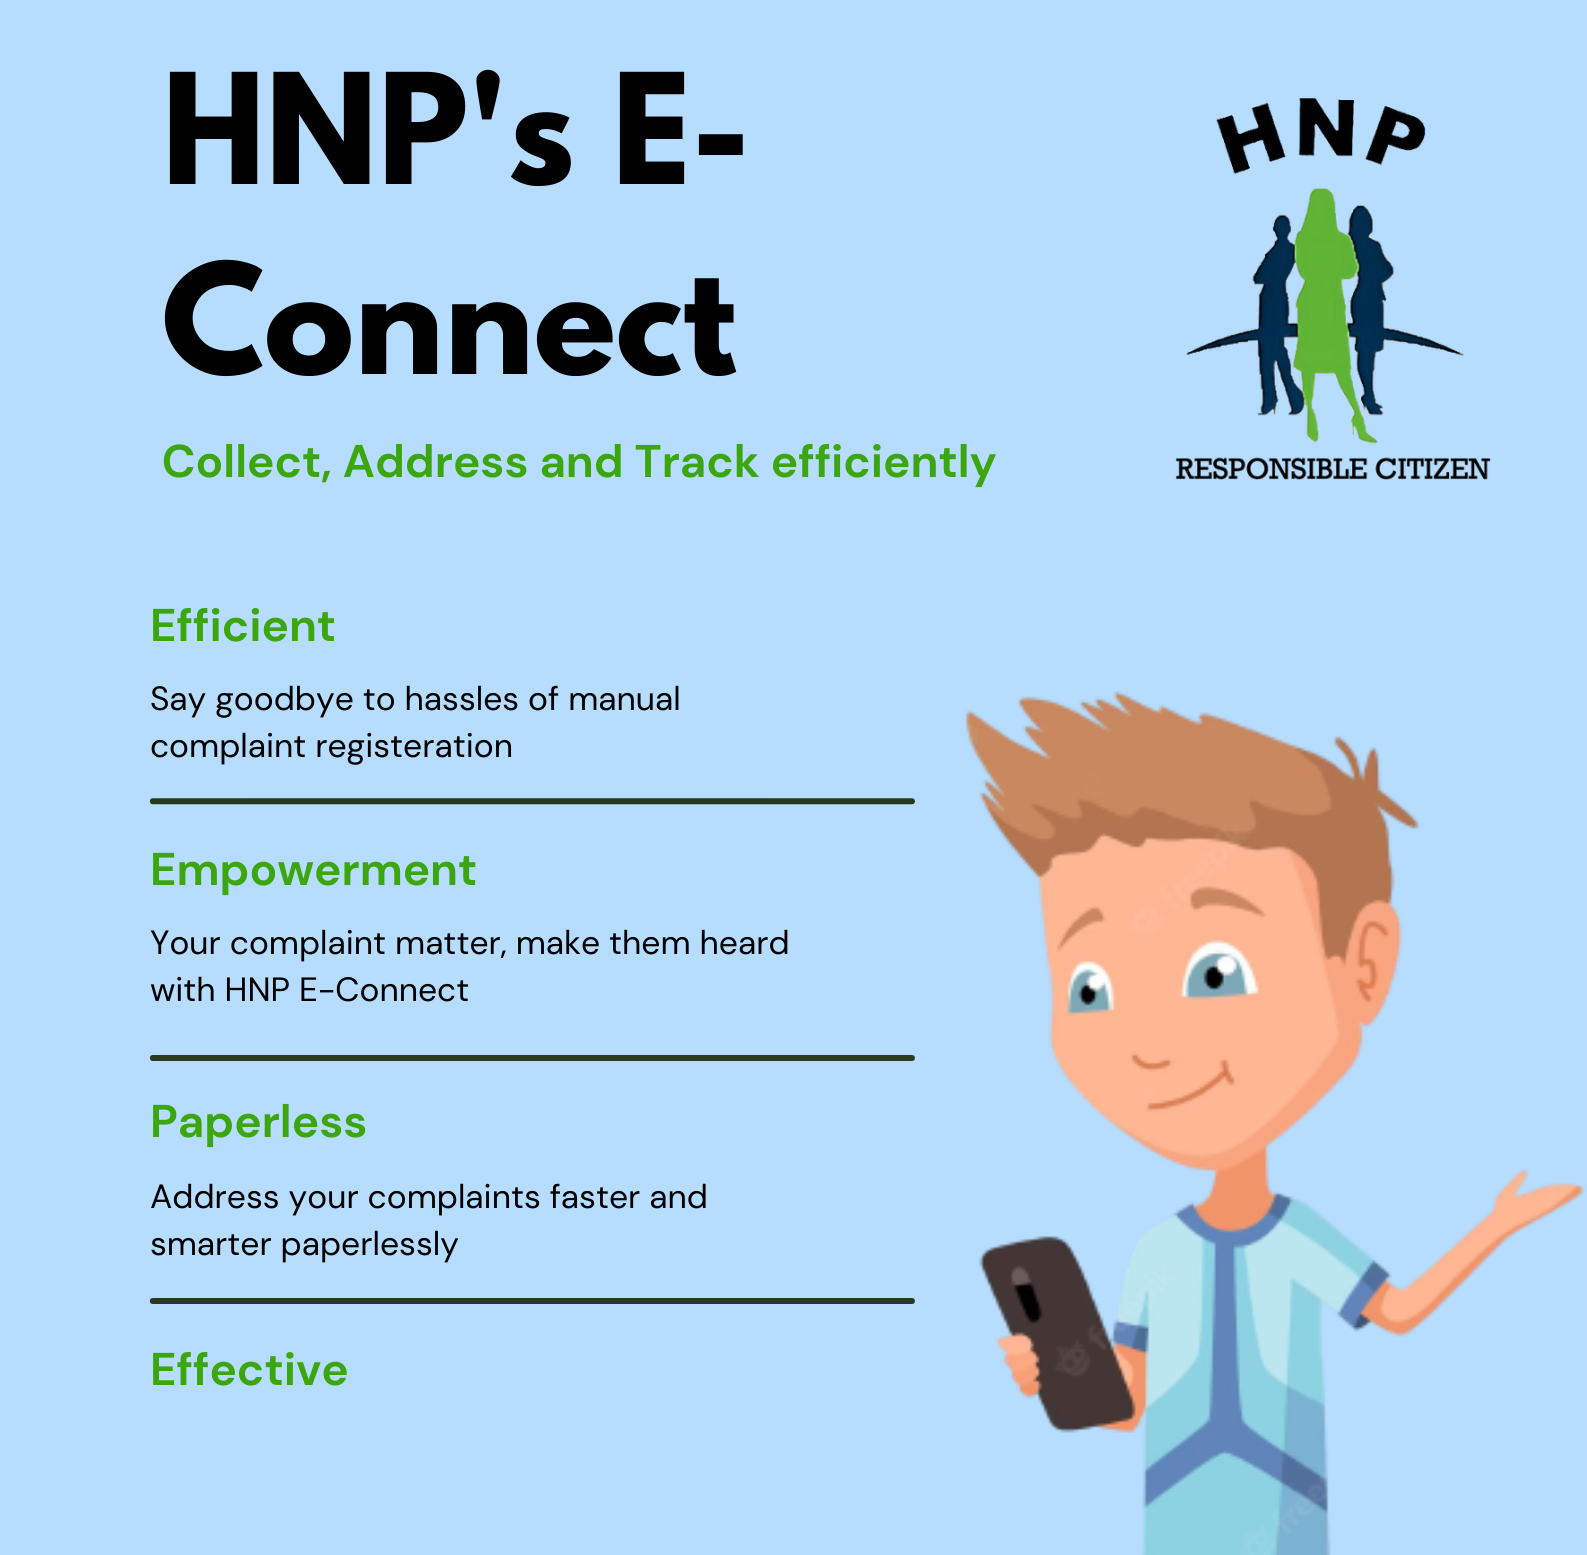 HNP's E-
Connect
Collect, Address and Track efficiently
HNP
RESPONSIBLE CITIZEN
Efficient
Say goodbye to hassles of manual
complaint registeration
Empowerment
Your complaint matter, make them heard
with HNP E-Connect
Paperless
Address your complaints faster and
smarter paperlessly
Effective